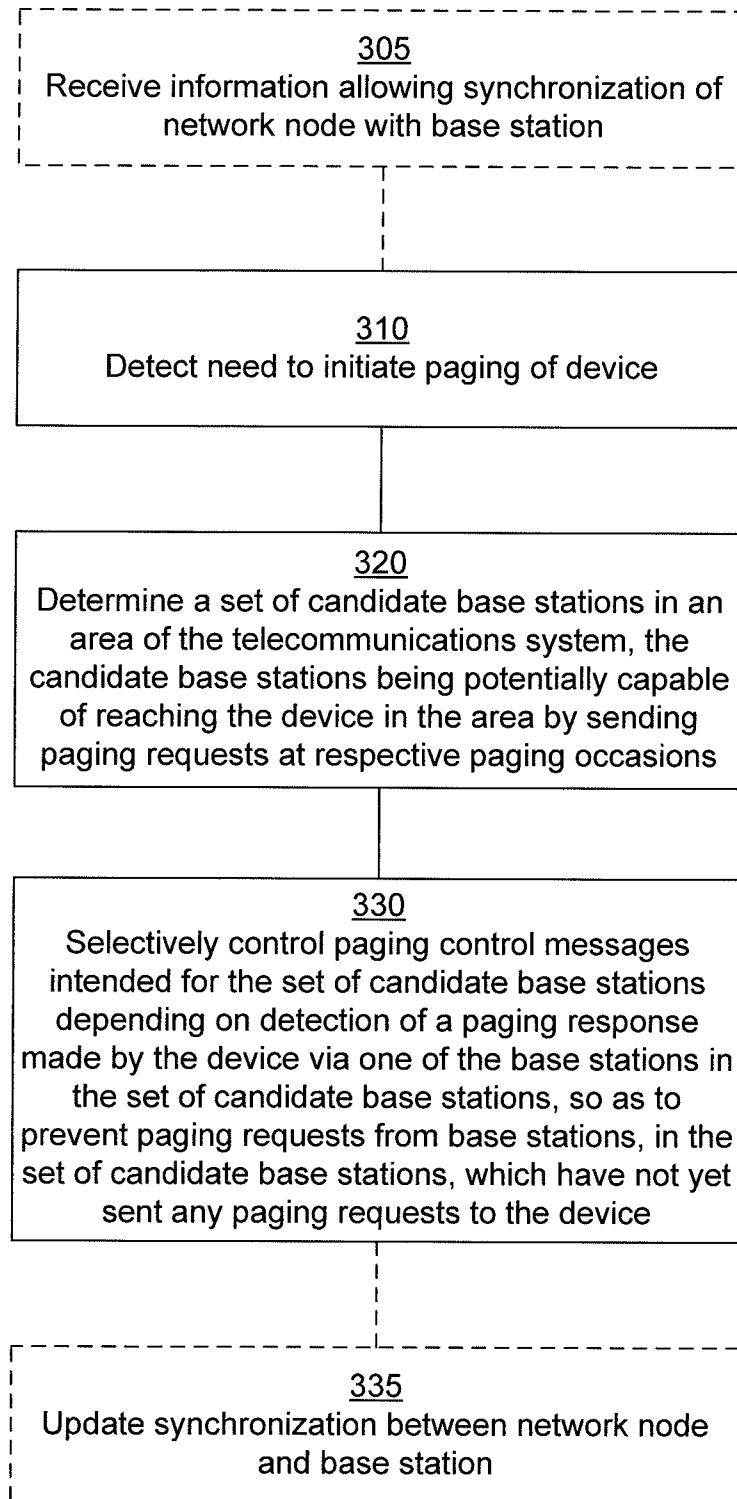 305
Receive information allowing synchronization of
network node with base station
310
Detect need to initiate paging of device
320
Determine a set of candidate base stations in an
area of the telecommunications system, the
candidate base stations being potentially capable
of reaching the device in the area by sending
paging requests at respective paging occasions
330
Selectively control paging control messages
intended for the set of candidate base stations
depending on detection of a paging response
made by the device via one of the base stations in
the set of candidate base stations, so as to
prevent paging requests from base stations, in the
set of candidate base stations, which have not yet
sent any paging requests to the device
335
Update synchronization between network node
and base station